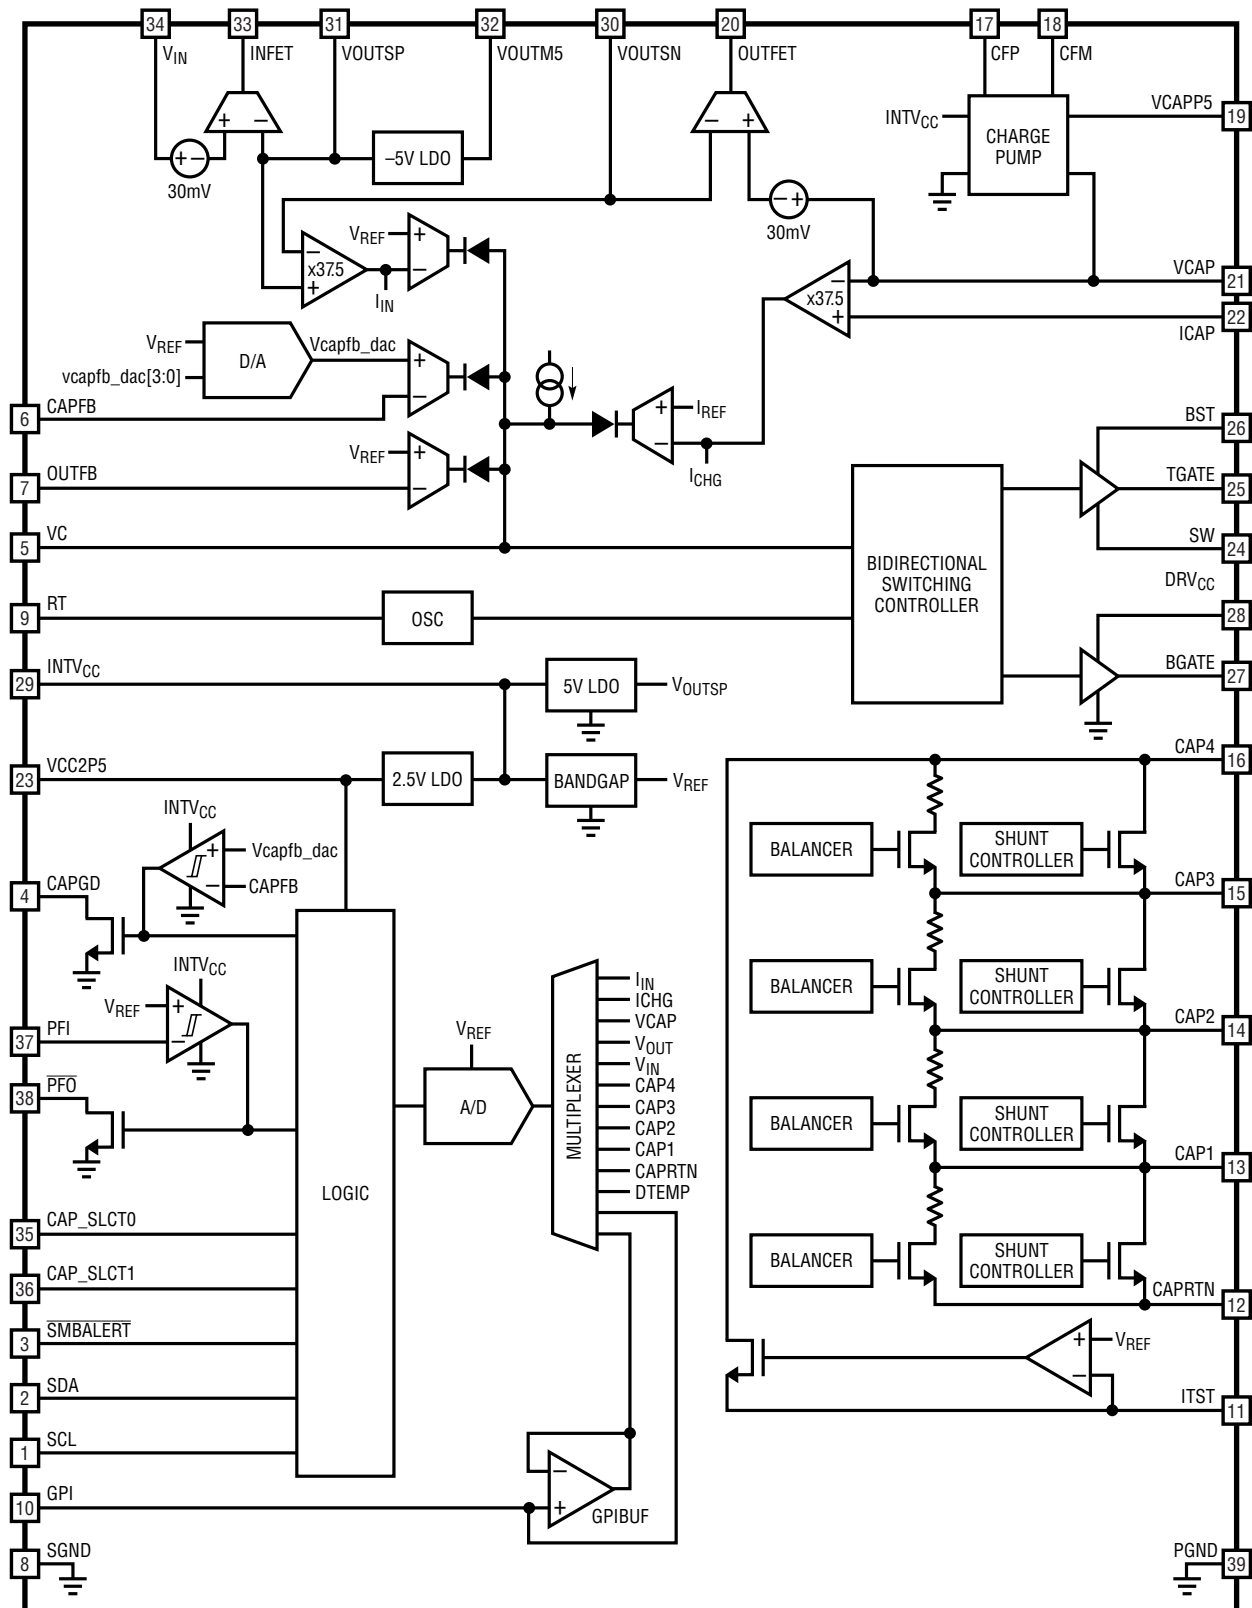 34 33 31 32 30 20 17 18
VIN INFET VOUTSP VOUTM5 VOUTSN OUTFET CFP CFM
VCAPP5
19
INTVCC
CHARGE
PUMP
+ −
− +
+ −
30mV
−5V LDO
− +
30mV
VREF
+
−
−
x37.5
+
IIN
VCAP
21
−
x37.5
+
22
ICAP
VREF
vcapfb_dac[3:0]
D/A
Vcapfb_dac
+
−
6
CAPFB
+
−
IREF
ICHG
BST
26
VREF
+
−
7
OUTFB
TGATE
25
5
VC
SW
24
BIDIRECTIONAL
SWITCHING
CONTROLLER
DRVCC
28
9
RT
OSC
BGATE
27
29
INTVCC
5V LDO
VOUTSP
23
VCC2P5
2.5V LDO
BANDGAP
VREF
CAP4
16
INTVCC
+
−
Vcapfb_dac
CAPFB
4
CAPGD
BALANCER
SHUNT
CONTROLLER
CAP3
15
INTVCC
VREF
+
−
37
PFI
38
PFO
BALANCER
SHUNT
CONTROLLER
CAP2
14
LOGIC
VREF
A/D
MULTIPLEXER
IIN
ICHG
VCAP
VOUT
VIN
CAP4
CAP3
CAP2
CAP1
CAPRTN
DTEMP
BALANCER
SHUNT
CONTROLLER
CAP1
13
35
CAP_SLCT0
36
CAP_SLCT1
BALANCER
SHUNT
CONTROLLER
CAPRTN
12
3
SMBALERT
+
−
VREF
2
SDA
ITST
11
1
SCL
10
GPI
−
+
GPIBUF
8
SGND
PGND
39